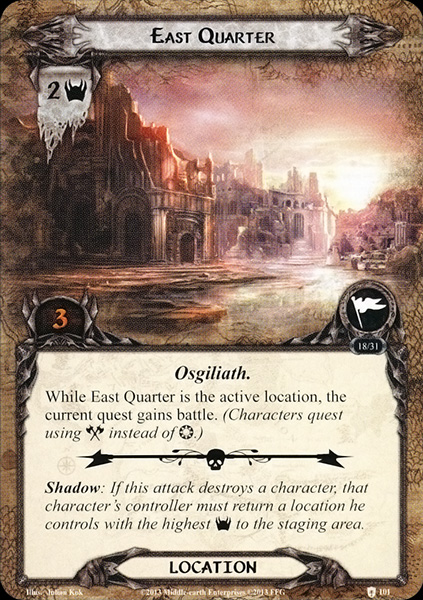 EAST QUARTER
2
3
18/31
Osgiliath.
While East Quarter is the active location, the
current quest gains battle. (Characters quest
using instead of .)
Shadow: If this attack destroys a character, that
character's controller must return a location he
controls with the highest to the staging area.
LOCATION
Illus. Julian Kok ©2013 Middle-earth Enterprises ©2013 FFG 101